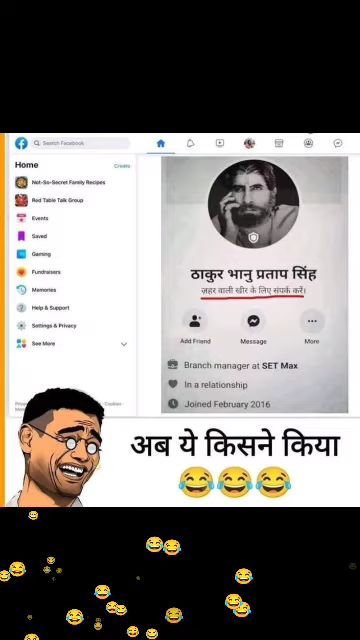 Search Facebook
Home
Create
Not-So-Secret Family Recipes
Red Table Talk Group
Events
Saved
Gaming
Fundraisers
Memories
Help & Support
Settings & Privacy
See More
ठाकुर भानु प्रताप सिंह
ज़हर वाली खीर के लिए संपर्क करें।
Add Friend
Message
More
Branch manager at SET Max
In a relationship
Joined February 2016
अब ये किसने किया
😂😂😂